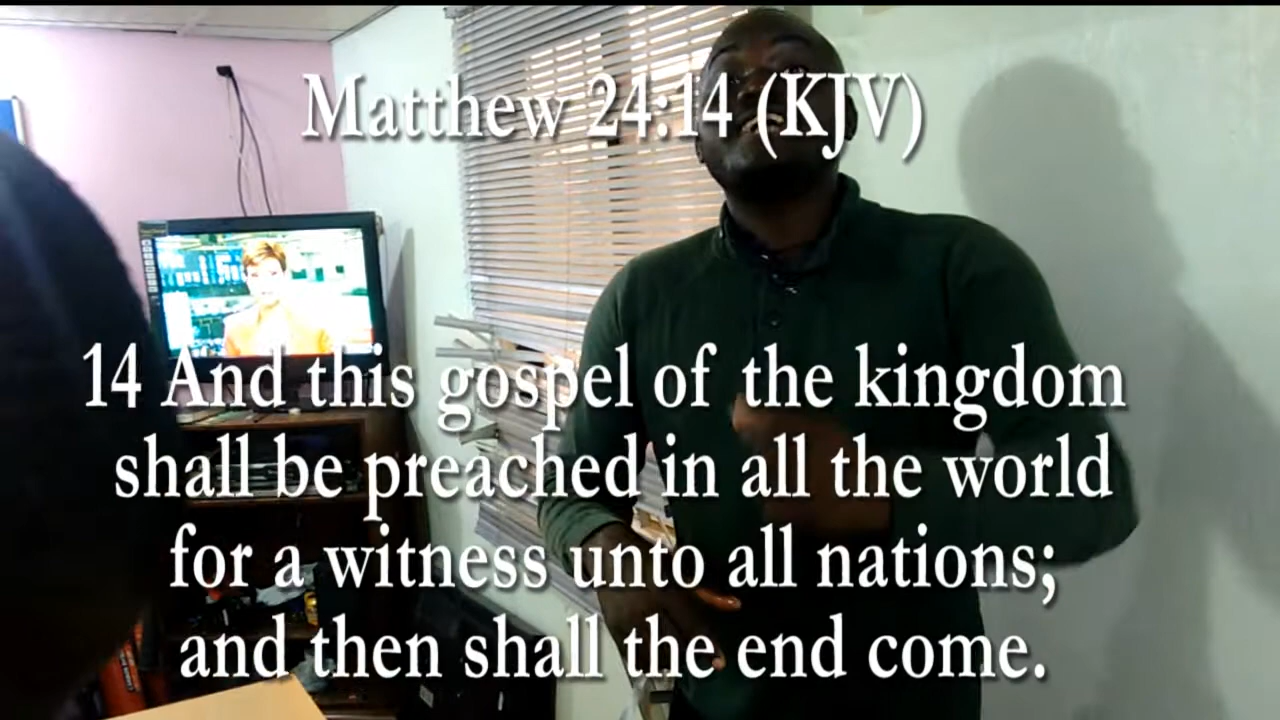 Matthew 24:14 (KJV)
14 And this gospel of the kingdom
shall be preached in all the world
for a witness unto all nations;
and then shall the end come.